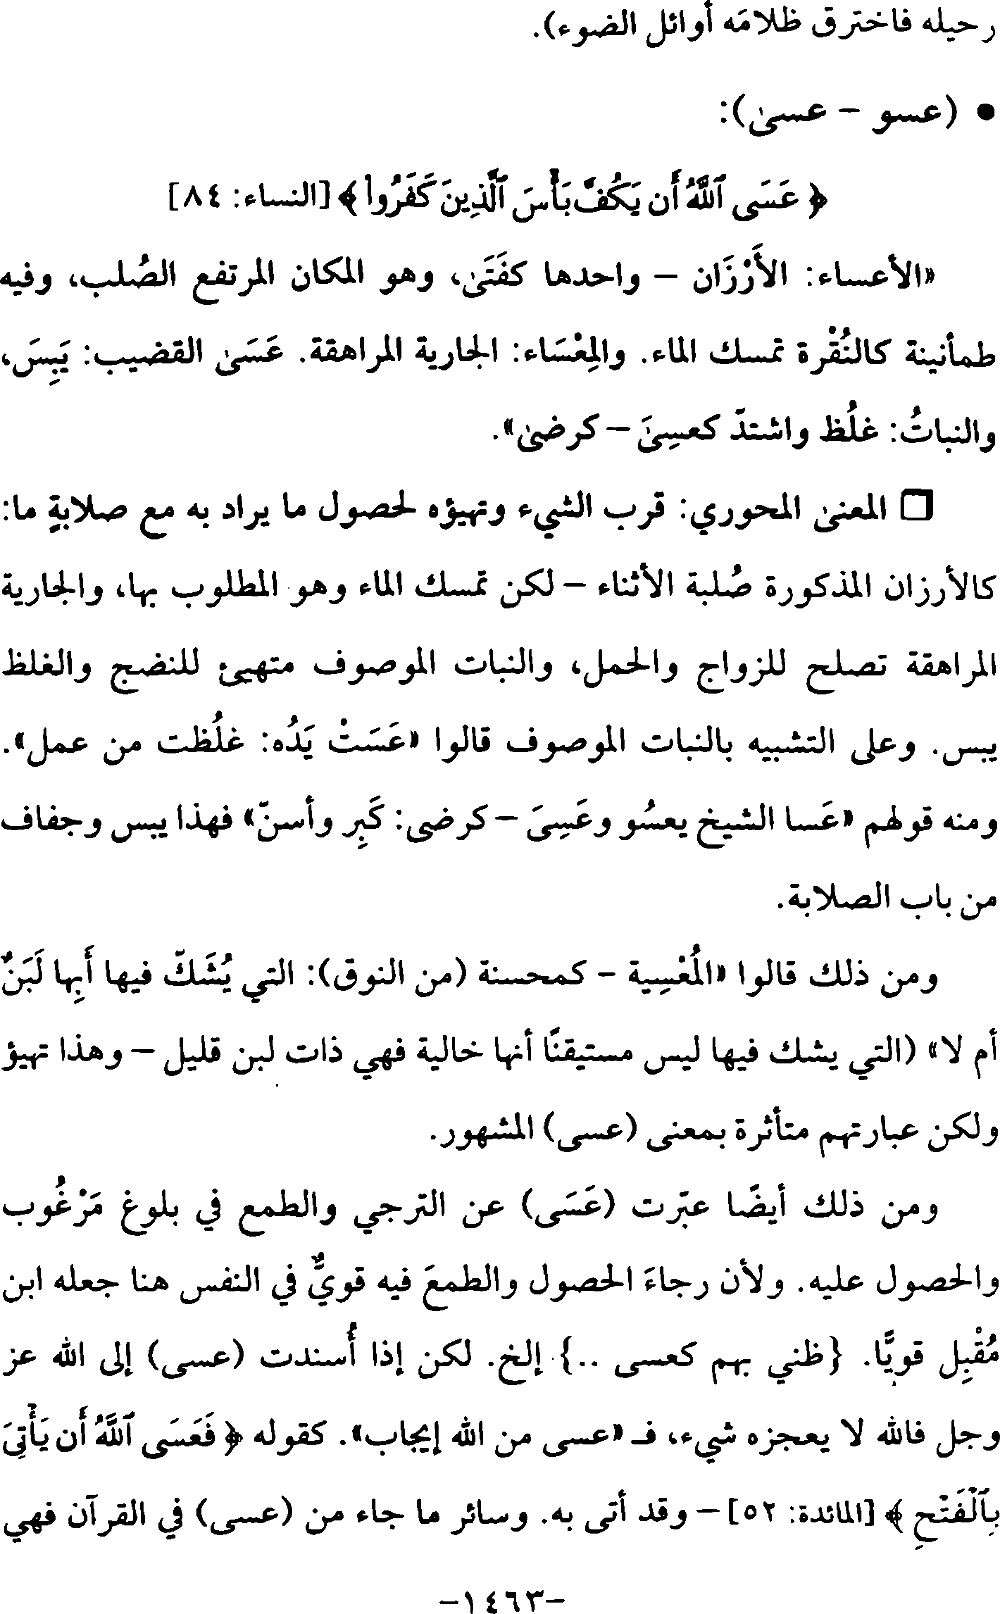 رحيله فاخترق ظلامَه أوائل الضوء).
● (عسو – عسىٰ):
﴿ عَسَى ٱللَّهُ أَن يَكُفَّ بَأْسَ ٱلَّذِينَ كَفَرُواْ ﴾ [النساء: ٨٤]
«الأعساء: الأَرْزَان – واحدها كفَتَىٰ، وهو المكان المرتفع الصُلب، وفيه
طمأنينة كالنُقْرة تمسك الماء. والمِعْسَاء: الجارية المراهقة. عَسَىٰ القضيب: يَبِسَ،
والنباتُ: غلُظ واشتدّ كعسِىَ – كرضىٰ».
❐ المعنىٰ المحوري: قرب الشيء وتهيؤه لحصول ما يراد به مع صلابةٍ ما:
كالأرزان المذكورة صُلبة الأثناء – لكن تمسك الماء وهو المطلوب بها، والجارية
المراهقة تصلح للزواج والحمل، والنبات الموصوف متهيئ للنضج والغلظ
يبس. وعلى التشبيه بالنبات الموصوف قالوا «عَسَتْ يَدُه: غلُظت من عمل».
ومنه قولهم «عَسا الشيخ يعسُو وعَسِىَ – كرضى: كَبِر وأسنّ» فهذا يبس وجفاف
من باب الصلابة.
ومن ذلك قالوا «المُعْسِية – كمحسنة (من النوق): التي يُشَكّ فيها أَبِها لَبَنٌ
أم لا» (التي يشك فيها ليس مستيقنًا أنها خالية فهي ذات لبن قليل – وهذا تهيؤ
ولكن عبارتهم متأثرة بمعنى (عسى) المشهور.
ومن ذلك أيضًا عبّرت (عَسَى) عن الترجي والطمع في بلوغ مَرْغُوب
والحصول عليه. ولأن رجاءَ الحصول والطمعَ فيه قويٌّ في النفس هنا جعله ابن
مُقْبِل قويًّا. {ظني بهم كعسى ..} إلخ. لكن إذا أُسندت (عسى) إلى الله عز
وجل فالله لا يعجزه شيء، فـ «عسى من الله إيجاب». كقوله ﴿ فَعَسَى ٱللَّهُ أَن يَأْتِيَ
بِٱلْفَتْحِ ﴾ [المائدة: ٥٢] – وقد أتى به. وسائر ما جاء من (عسى) في القرآن فهي
-١٤٦٣-